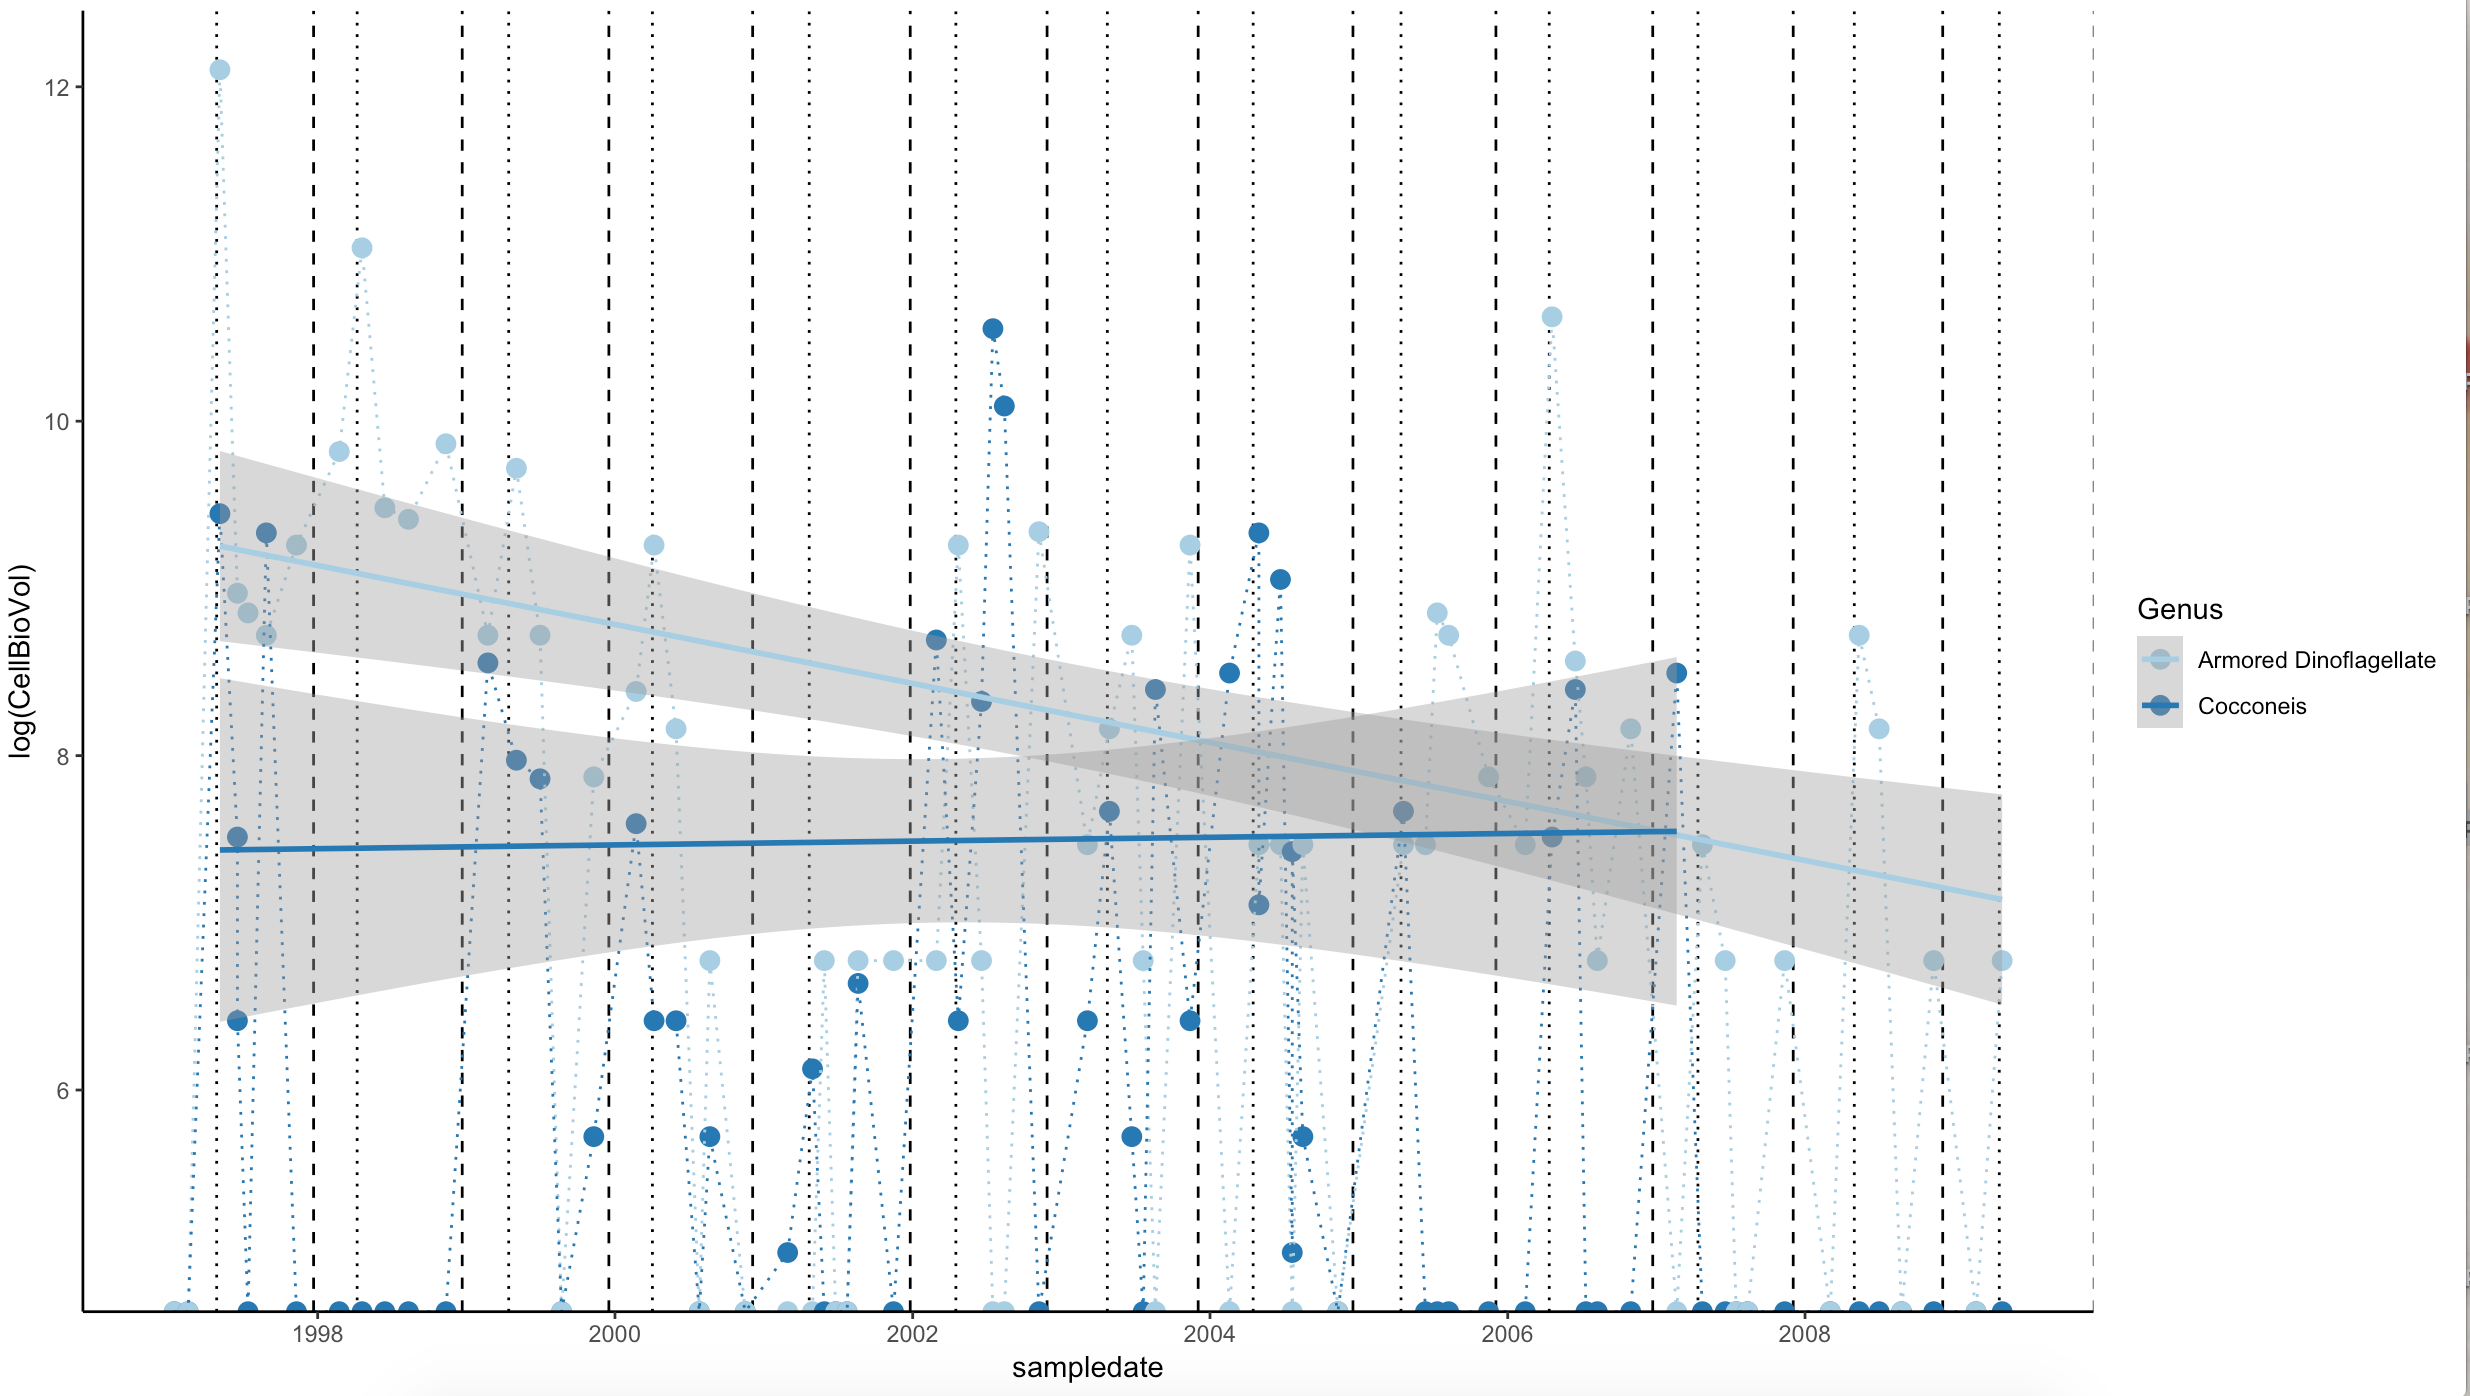 12
10
8
6
log(CellBioVol)
1998
2000
2002
2004
2006
2008
sampledate
Genus
Armored Dinoflagellate
Cocconeis